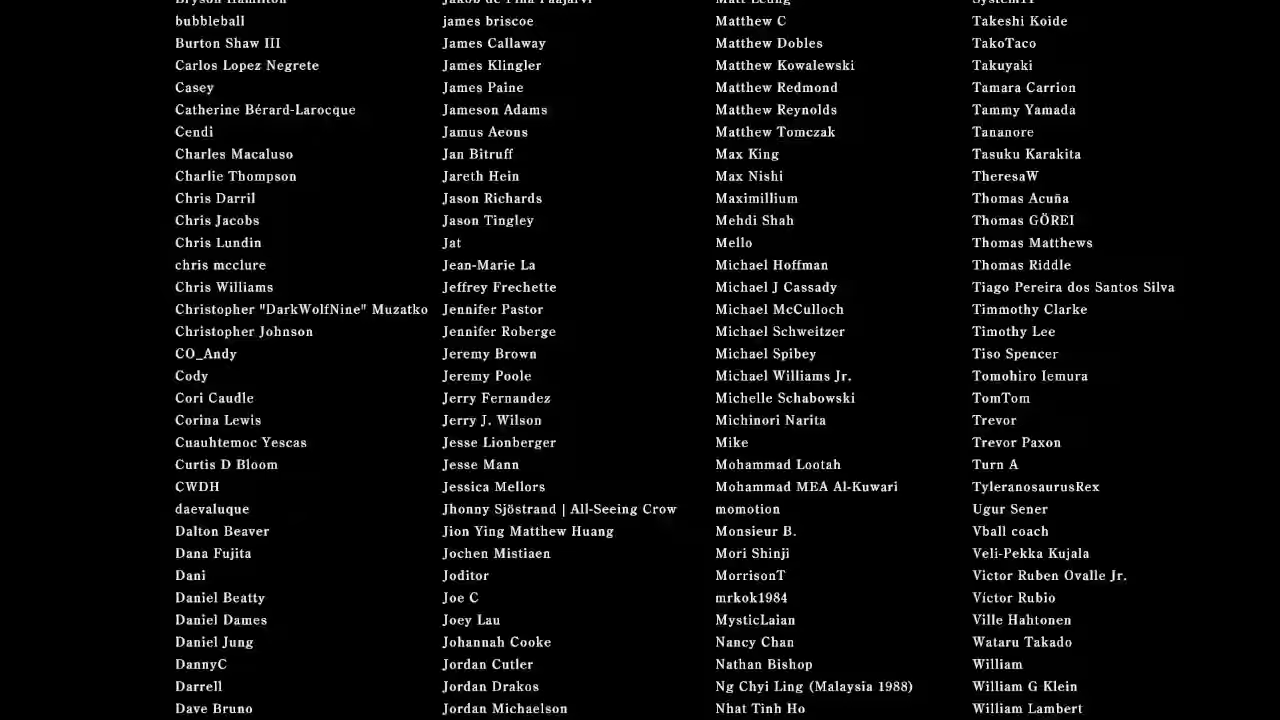 Bryson Hamilton
bubbleball
Burton Shaw III
Carlos Lopez Negrete
Casey
Catherine Bérard-Larocque
Cendi
Charles Macaluso
Charlie Thompson
Chris Darril
Chris Jacobs
Chris Lundin
chris mcclure
Chris Williams
Christopher "DarkWolfNine" Muzatko
Christopher Johnson
CO_Andy
Cody
Cori Caudle
Corina Lewis
Cuauhtemoc Yescas
Curtis D Bloom
CWDH
daevaluque
Dalton Beaver
Dana Fujita
Dani
Daniel Beatty
Daniel Dames
Daniel Jung
DannyC
Darrell
Dave Bruno
james briscoe
James Callaway
James Klingler
James Paine
Jameson Adams
Jamus Aeons
Jan Bitruff
Jareth Hein
Jason Richards
Jason Tingley
Jat
Jean-Marie La
Jeffrey Frechette
Jennifer Pastor
Jennifer Roberge
Jeremy Brown
Jeremy Poole
Jerry Fernandez
Jerry J. Wilson
Jesse Lionberger
Jesse Mann
Jessica Mellors
Jhonny Sjöstrand | All-Seeing Crow
Jion Ying Matthew Huang
Jochen Mistiaen
Joditor
Joe C
Joey Lau
Johannah Cooke
Jordan Cutler
Jordan Drakos
Jordan Michaelson
Matt Leung
Matthew C
Matthew Dobles
Matthew Kowalewski
Matthew Redmond
Matthew Reynolds
Matthew Tomczak
Max King
Max Nishi
Maximillium
Mehdi Shah
Mello
Michael Hoffman
Michael J Cassady
Michael McCulloch
Michael Schweitzer
Michael Spibey
Michael Williams Jr.
Michelle Schabowski
Michinori Narita
Mike
Mohammad Lootah
Mohammad MEA Al-Kuwari
momotion
Monsieur B.
Mori Shinji
MorrisonT
mrkok1984
MysticLaian
Nancy Chan
Nathan Bishop
Ng Chyi Ling (Malaysia 1988)
Nhat Tinh Ho
Takeshi Koide
TakoTaco
Takuyaki
Tamara Carrion
Tammy Yamada
Tananore
Tasuku Karakita
TheresaW
Thomas Acuña
Thomas GÖREI
Thomas Matthews
Thomas Riddle
Tiago Pereira dos Santos Silva
Timmothy Clarke
Timothy Lee
Tiso Spencer
Tomohiro Iemura
TomTom
Trevor
Trevor Paxon
Turn A
TyleranosaurusRex
Ugur Sener
Vball coach
Veli-Pekka Kujala
Victor Ruben Ovalle Jr.
Víctor Rubio
Ville Hahtonen
Wataru Takado
William
William G Klein
William Lambert